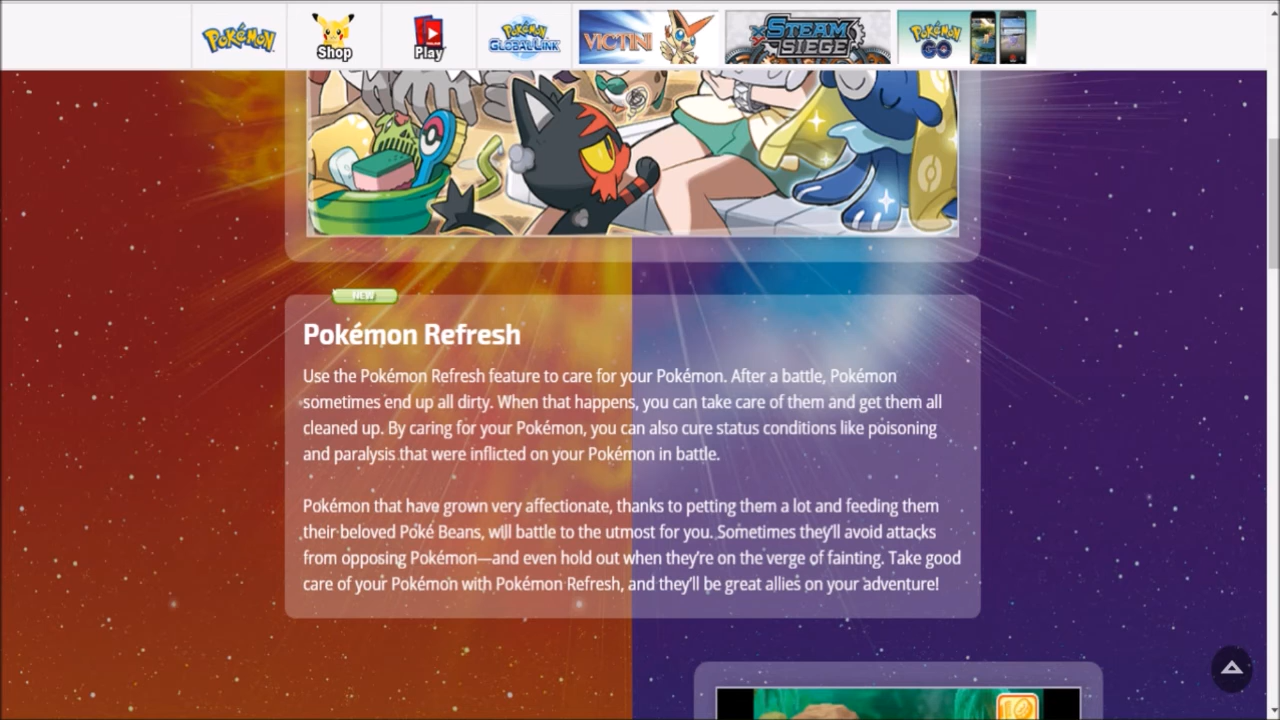 Pokémon
Shop
Play
Pokémon
Global Link
VICTINI
STEAM
SIEGE
Pokémon
GO
NEW
Pokémon Refresh
Use the Pokémon Refresh feature to care for your Pokémon. After a battle, Pokémon
sometimes end up all dirty. When that happens, you can take care of them and get them all
cleaned up. By caring for your Pokémon, you can also cure status conditions like poisoning
and paralysis that were inflicted on your Pokémon in battle.
Pokémon that have grown very affectionate, thanks to petting them a lot and feeding them
their beloved Poké Beans, will battle to the utmost for you. Sometimes they'll avoid attacks
from opposing Pokémon—and even hold out when they're on the verge of fainting. Take good
care of your Pokémon with Pokémon Refresh, and they'll be great allies on your adventure!